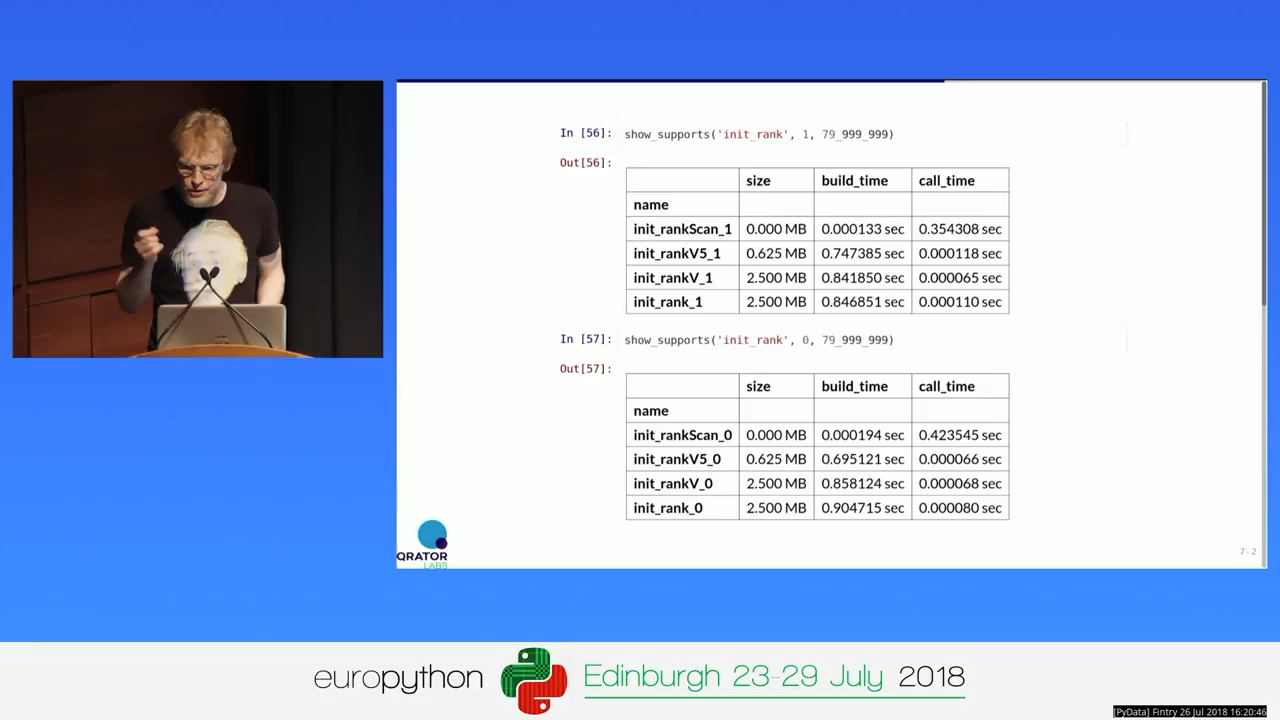 In [56]: show_supports('init_rank', 1, 79_999_999)
Out[56]:
size build_time call_time
name
init_rankScan_1 0.000 MB 0.000133 sec 0.354308 sec
init_rankV5_1 0.625 MB 0.747385 sec 0.000118 sec
init_rankV_1 2.500 MB 0.841850 sec 0.000065 sec
init_rank_1 2.500 MB 0.846851 sec 0.000110 sec
In [57]: show_supports('init_rank', 0, 79_999_999)
Out[57]:
size build_time call_time
name
init_rankScan_0 0.000 MB 0.000194 sec 0.423545 sec
init_rankV5_0 0.625 MB 0.695121 sec 0.000066 sec
init_rankV_0 2.500 MB 0.858124 sec 0.000068 sec
init_rank_0 2.500 MB 0.904715 sec 0.000080 sec
QRATOR
LABS
7-2
europython Edinburgh 23-29 July 2018
[PyData] Fintry 26 Jul 2018 16:20:46